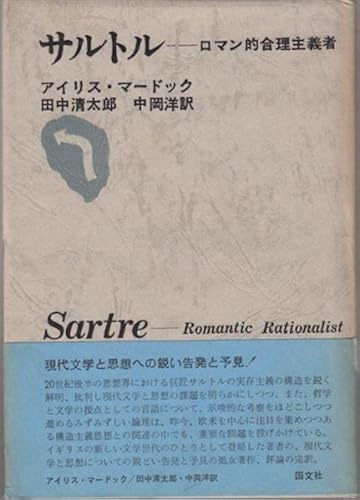 サルトル——ロマン的合理主義者
アイリス・マードック
田中清太郎　中岡洋訳
Sartre—Romantic Rationalist
現代文学と思想への鋭い告発と予見！
20世紀後半の思想界における巨匠サルトルの実存主義の構造を鋭く
解明、批判し現代文学と思想の課題を明らかにしつつ、また、哲学
と文学の接点としての言語について、示唆的な考察をほどこしつつ
進めるみずみずしい論理は、昨今、欧米を中心に注目を集めつつあ
る構造主義思想との関連の中でも、重要な問題を投げかけている。
イギリスの新しい文学世代のひとりとして登場した著者の、現代文
学と思想についての鋭どい告発と予見の処女著作、評論の完訳。
アイリス・マードック/田中清太郎・中岡洋訳
国文社